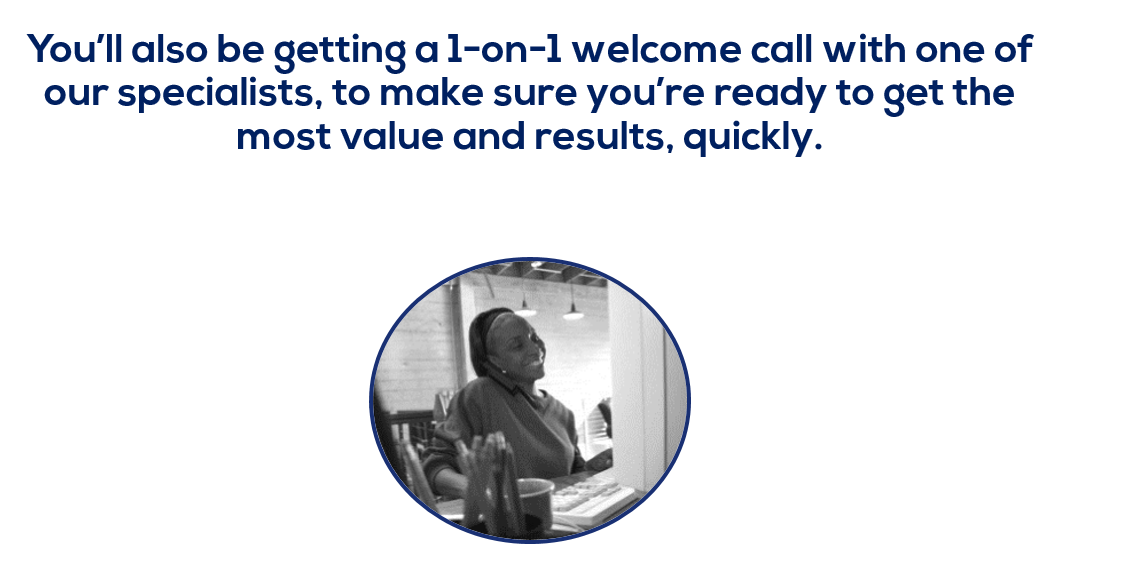 You'll also be getting a 1-on-1 welcome call with one of
our specialists, to make sure you're ready to get the
most value and results, quickly.